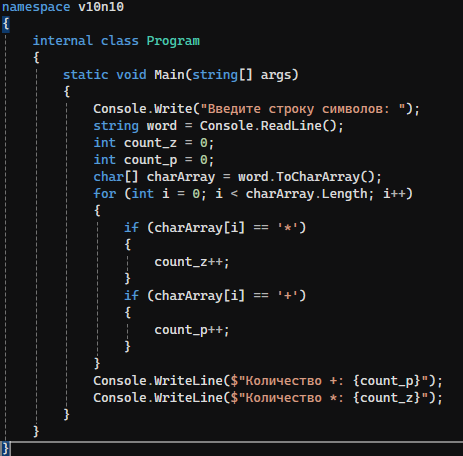 namespace v10n10
{
    internal class Program
    {
        static void Main(string[] args)
        {
            Console.Write("Введите строку символов: ");
            string word = Console.ReadLine();
            int count_z = 0;
            int count_p = 0;
            char[] charArray = word.ToCharArray();
            for (int i = 0; i < charArray.Length; i++)
            {
                if (charArray[i] == '*')
                {
                    count_z++;
                }
                if (charArray[i] == '+')
                {
                    count_p++;
                }
            }
            Console.WriteLine($"Количество +: {count_p}");
            Console.WriteLine($"Количество *: {count_z}");
        }
    }
}